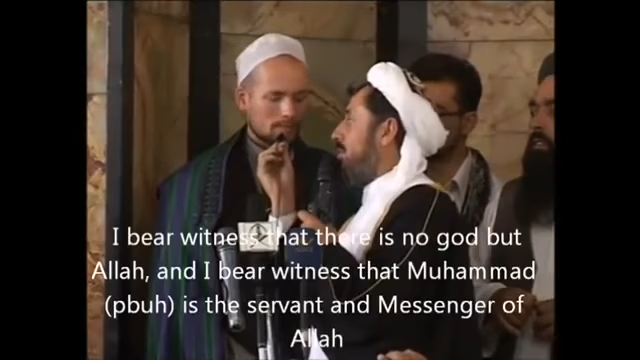 I bear witness that there is no god but
Allah, and I bear witness that Muhammad
(pbuh) is the servant and Messenger of
Allah